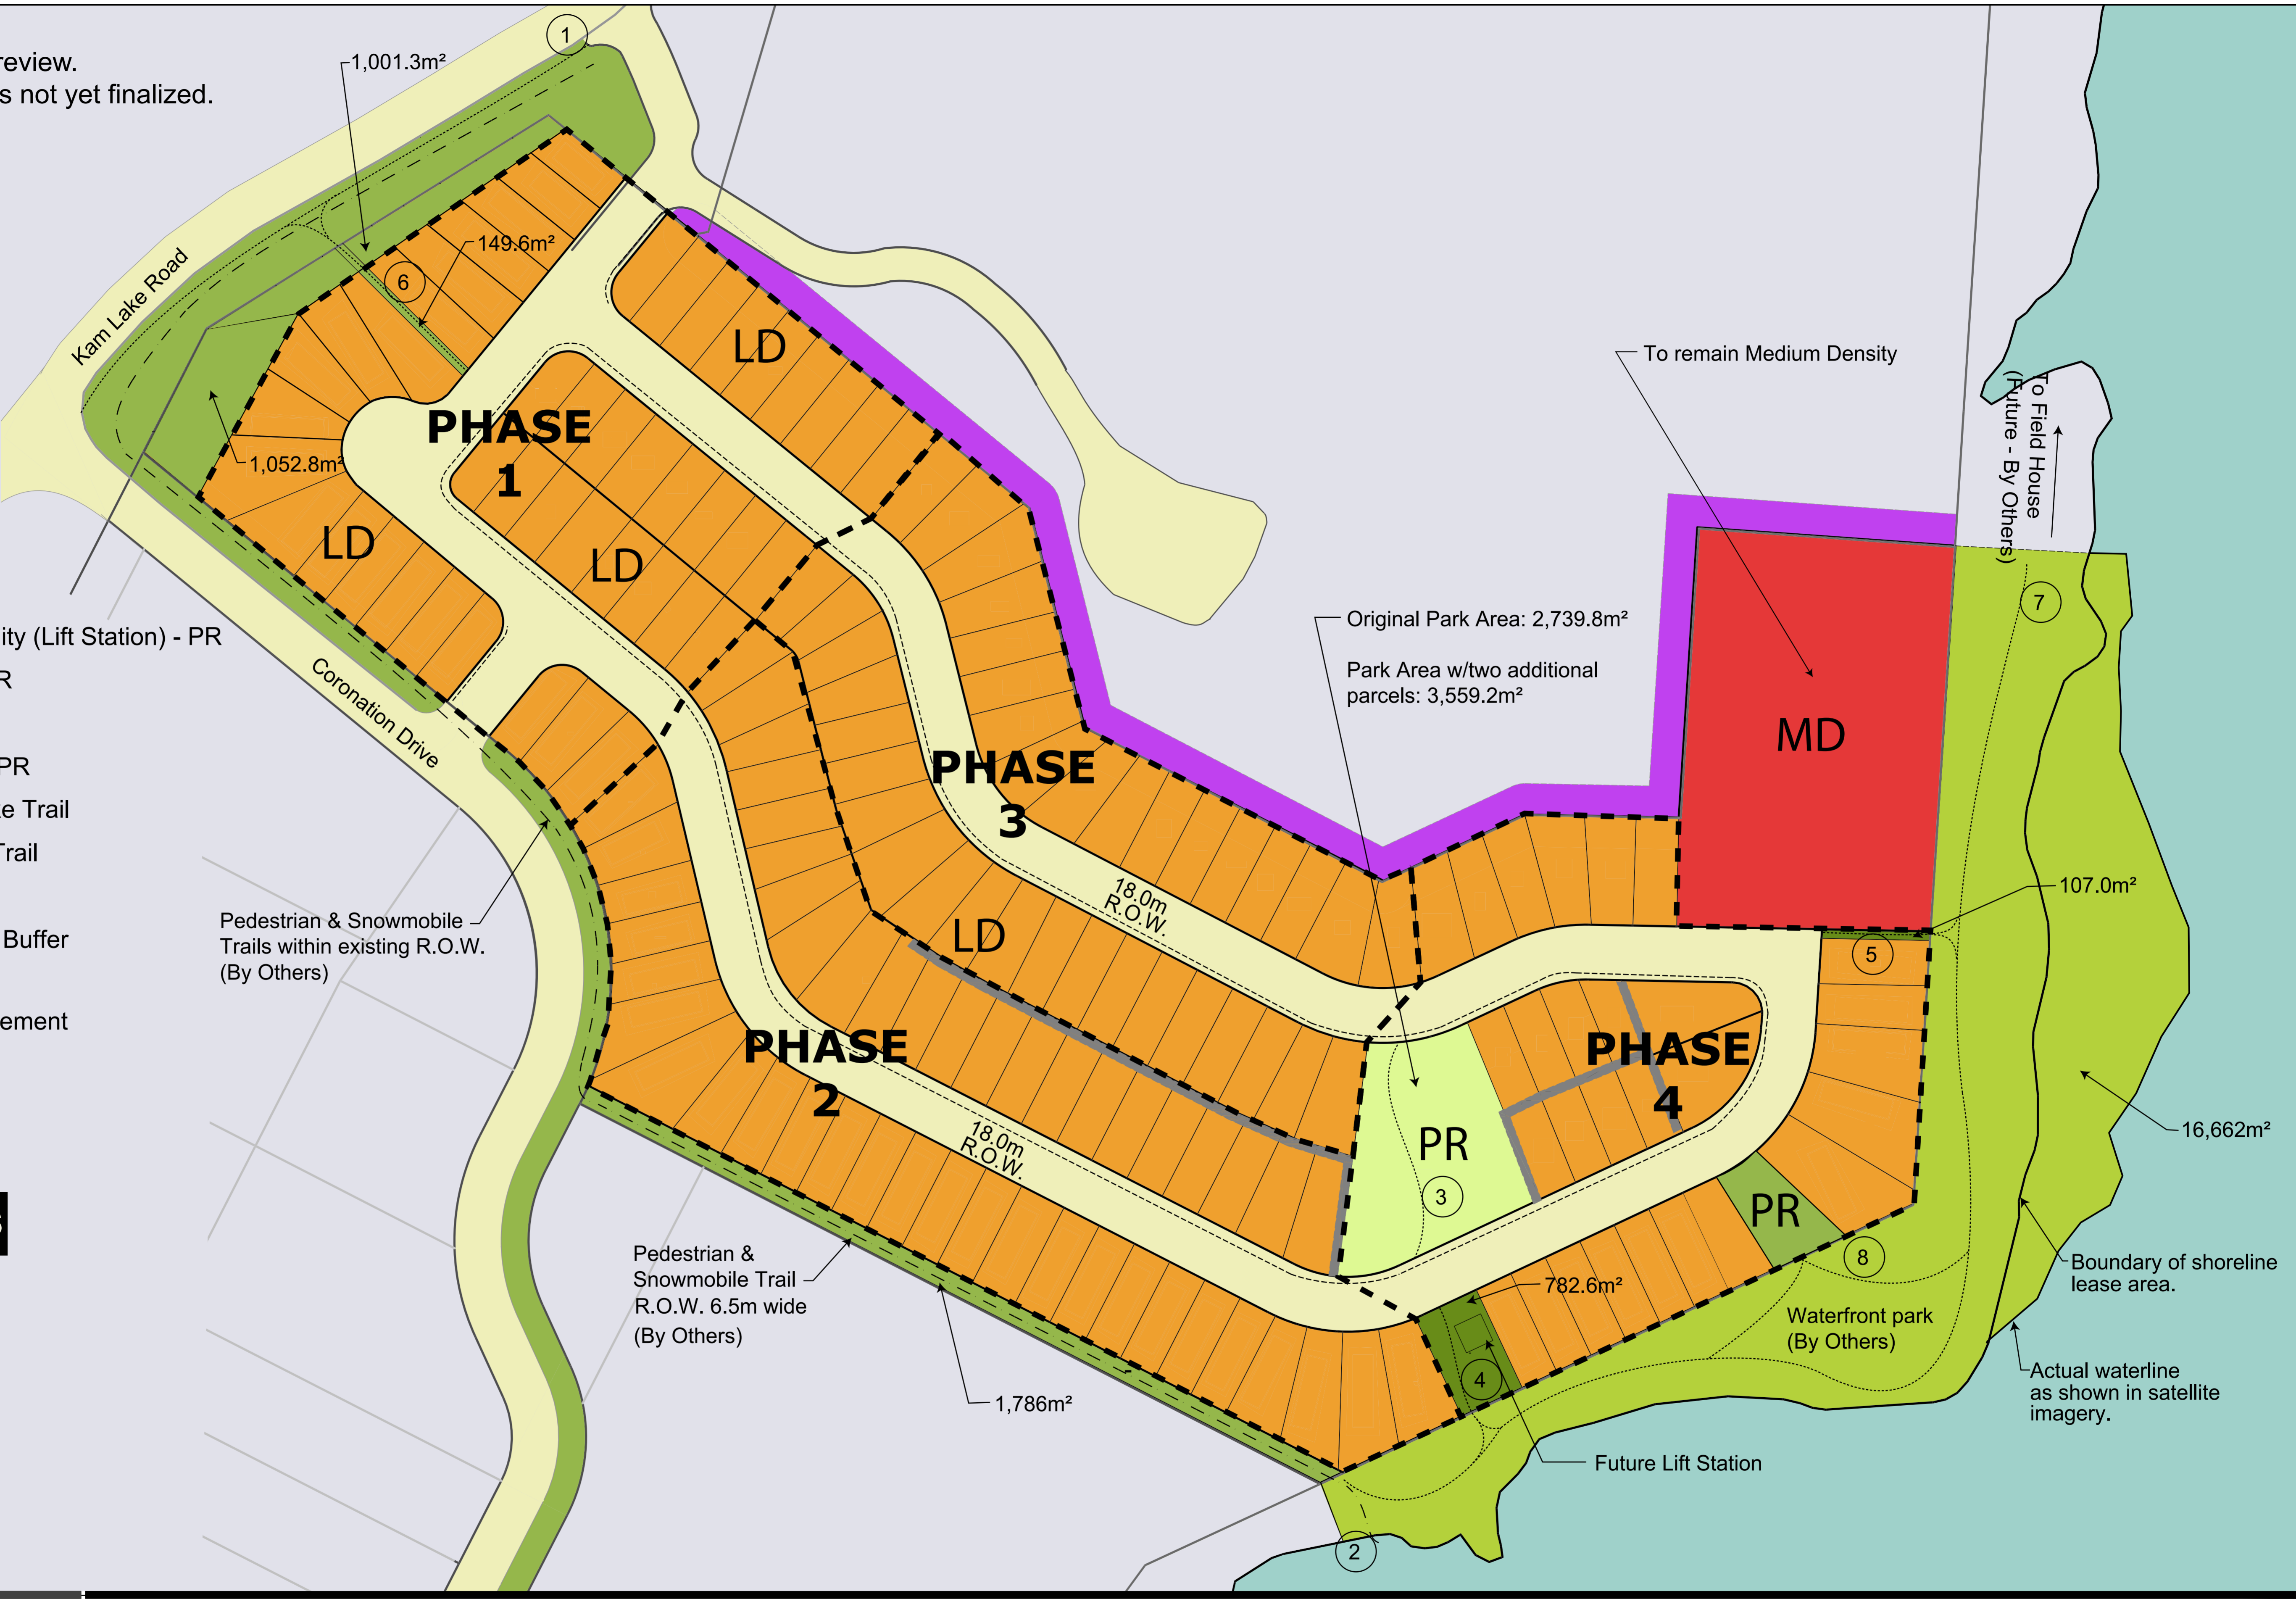 review.
s not yet finalized.
1
1,001.3m²
149.6m²
6
Kam Lake Road
1,052.8m²
PHASE
1
LD
LD
LD
To remain Medium Density
To Field House
(Future - By Others)
7
Original Park Area: 2,739.8m²
Park Area w/two additional
parcels: 3,559.2m²
ity (Lift Station) - PR
R
PR
ke Trail
Trail
Buffer
ement
Coronation Drive
MD
PHASE
3
18.0m
R.O.W.
LD
107.0m²
5
Pedestrian & Snowmobile
Trails within existing R.O.W.
(By Others)
PHASE
2
18.0m
R.O.W.
PHASE
4
PR
3
16,662m²
PR
8
Pedestrian &
Snowmobile Trail
R.O.W. 6.5m wide
(By Others)
782.6m²
Boundary of shoreline
lease area.
Waterfront park
(By Others)
4
Actual waterline
as shown in satellite
imagery.
1,786m²
Future Lift Station
2